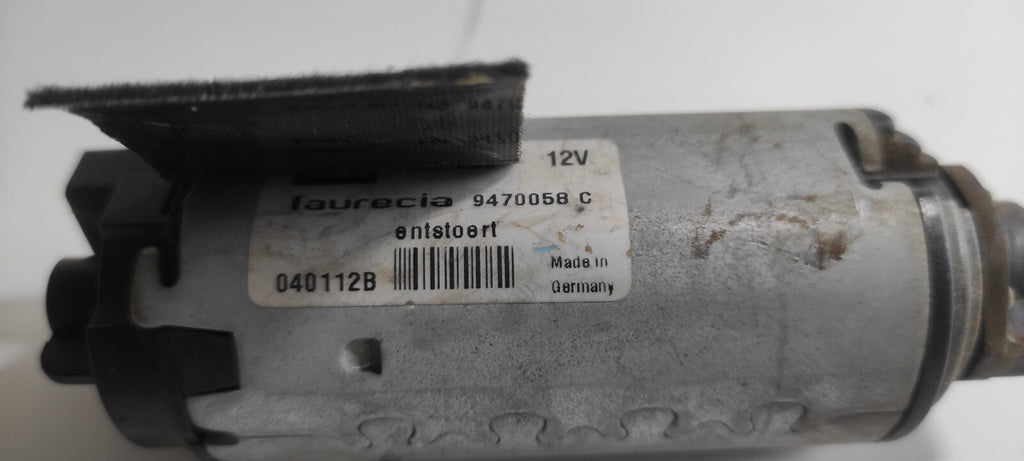 12V
faurecia 9470058 C
entstoert
040112B
Made in
Germany